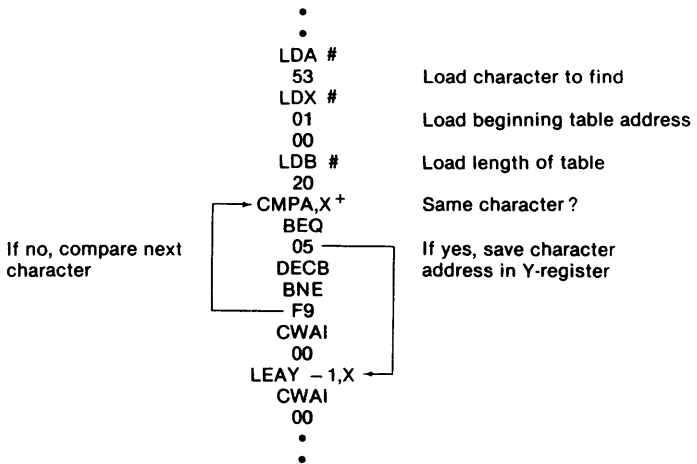 LDA #
53 Load character to find
LDX #
01 Load beginning table address
00
LDB # Load length of table
20
CMPA,X+ Same character?
BEQ
If no, compare next 05 If yes, save character
character DECB address in Y-register
BNE
F9
CWAI
00
LEAY – 1,X
CWAI
00